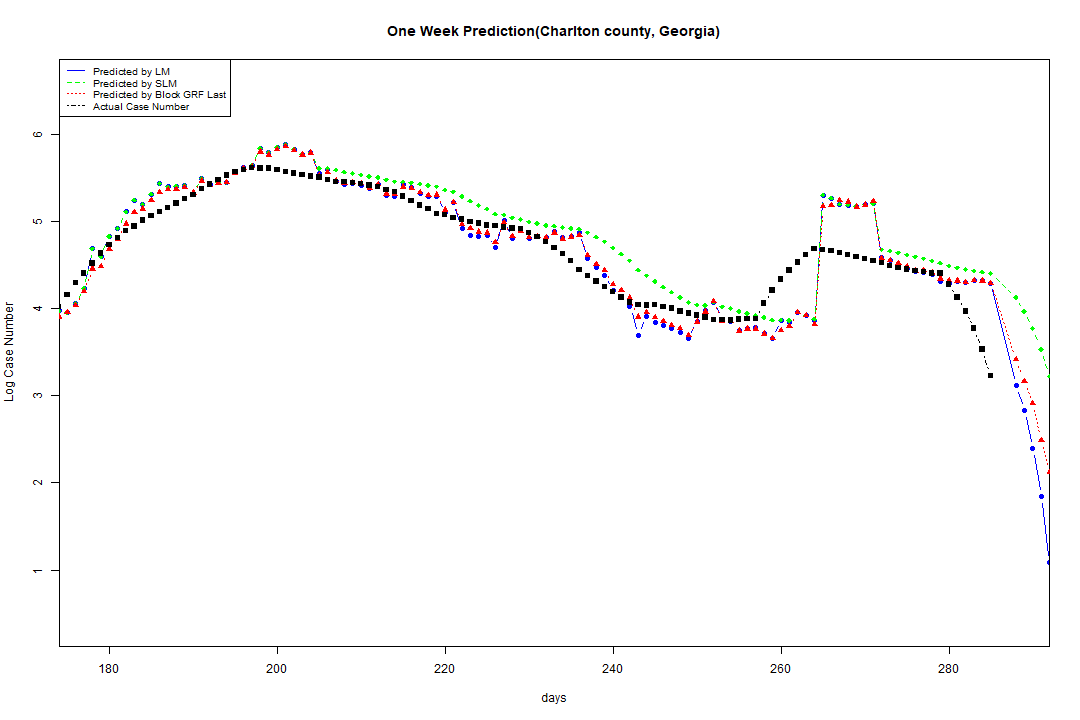 One Week Prediction(Charlton county, Georgia)
Predicted by LM
Predicted by SLM
Predicted by Block GRF Last
Actual Case Number
6
5
4
3
2
1
Log Case Number
180 200 220 240 260 280
days